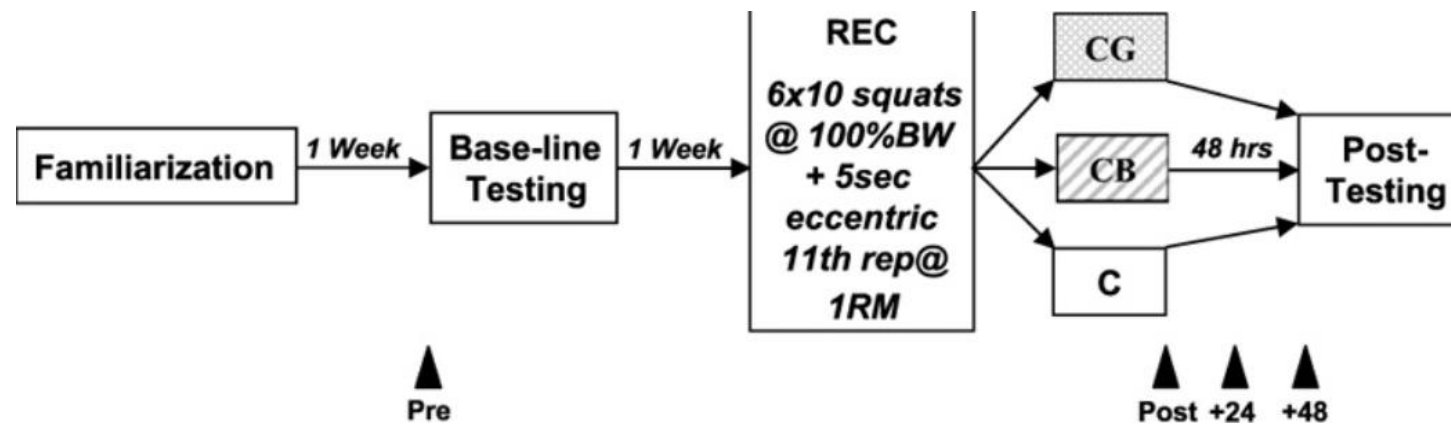 Familiarization
1 Week
Base-line
Testing
1 Week
REC
6x10 squats
@ 100%BW
+ 5sec
eccentric
11th rep@
1RM
CG
CB
C
48 hrs
Post-
Testing
Pre
Post +24 +48